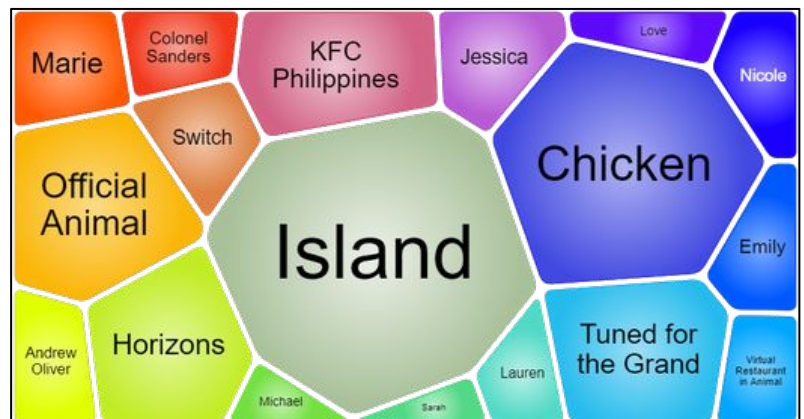 Marie
Colonel
Sanders
KFC
Philippines
Jessica
Love
Nicole
Switch
Official
Animal
Island
Chicken
Emily
Andrew
Oliver
Horizons
Michael
Sarah
Lauren
Tuned for
the Grand
Virtual
Restaurant
in Animal